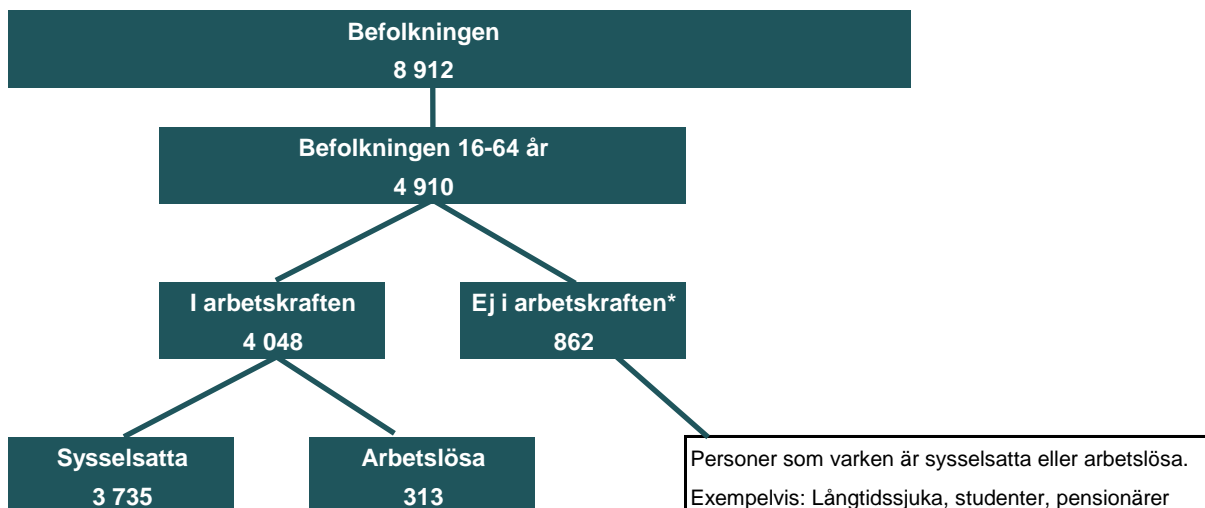 Befolkningen
8 912
Befolkningen 16-64 år
4 910
I arbetskraften
4 048
Ej i arbetskraften*
862
Sysselsatta
3 735
Arbetslösa
313
Personer som varken är sysselsatta eller arbetslösa.
Exempelvis: Långtidssjuka, studenter, pensionärer